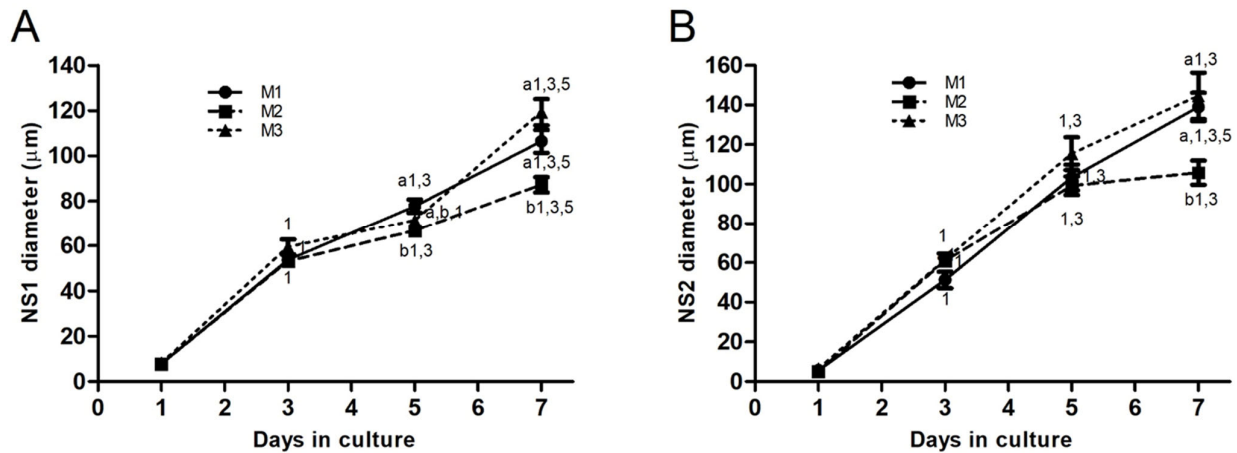 A
NS1 diameter (μm)
140
120
100
80
60
40
20
0
M1
M2
M3
a1,3,5
a1,3,5
b1,3,5
a1,3
a,b,1
b1,3
1
1
1
0 1 2 3 4 5 6 7
Days in culture
B
NS2 diameter (μm)
160
140
120
100
80
60
40
20
0
M1
M2
M3
a1,3
a,1,3,5
b1,3
1,3
1,3
1,3
1
1
1
0 1 2 3 4 5 6 7
Days in culture